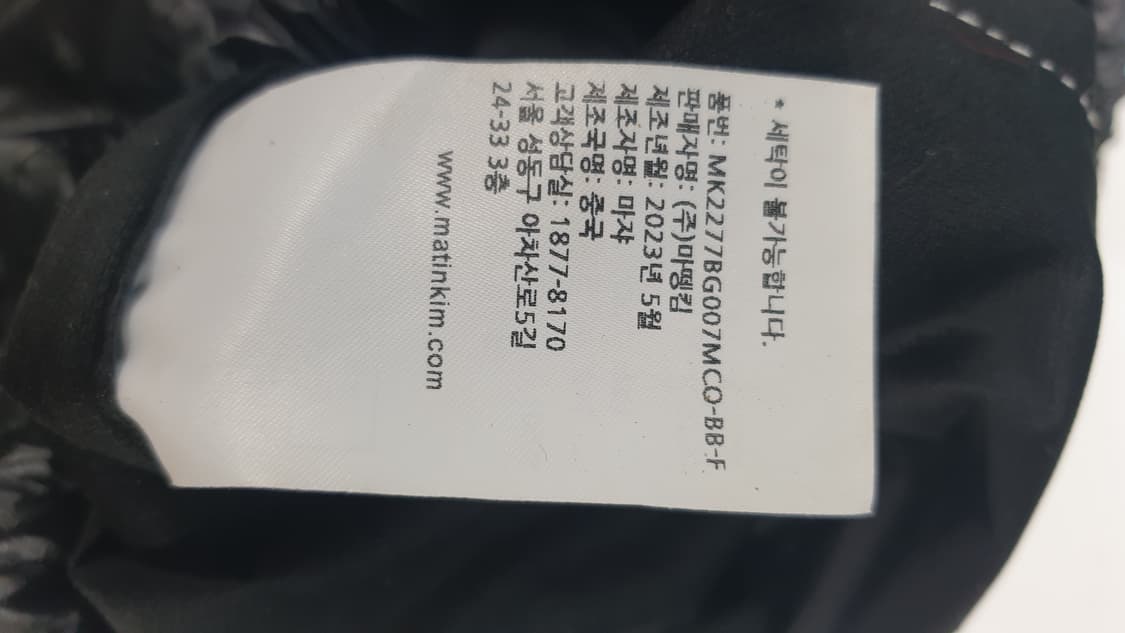 * 세탁이 불가능합니다.
품번: MK2277BG007MCO-BB-F
판매자명: (주)마뗑킴
제조년월: 2023년 5월
제조자명: 마쟈
제조국명: 중국
고객상담실: 1877-8170
서울 성동구 아차산로5길
24-33 3층
www.matinkim.com